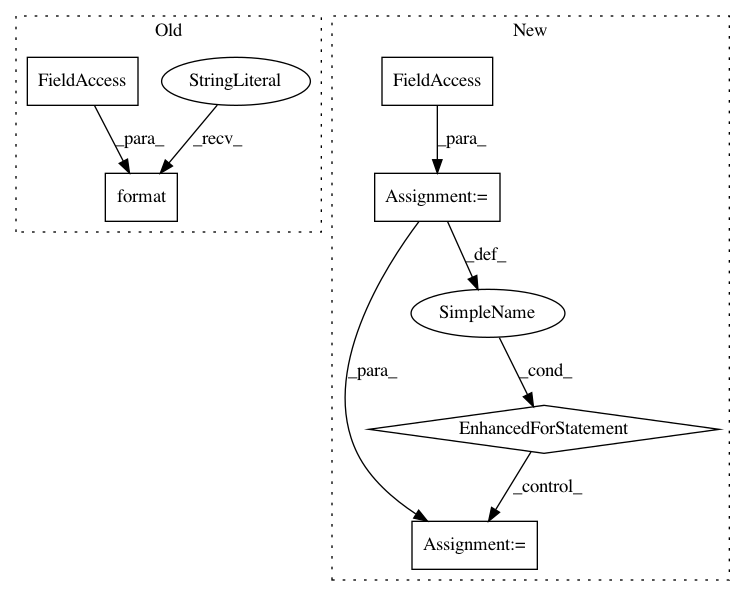 Old
New
FieldAccess
StringLiteral
FieldAccess
_para_
_recv_
_para_
format
Assignment:=
_def_
SimpleName
_para_
_cond_
EnhancedForStatement
_control_
Assignment:=